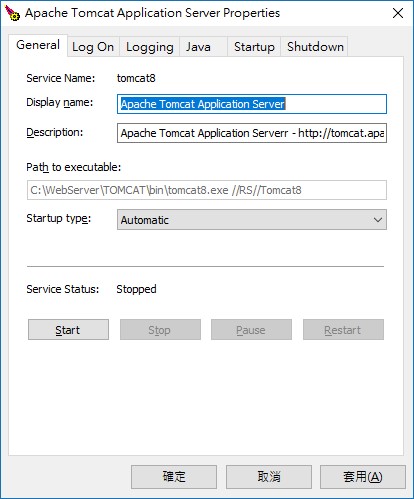 Apache Tomcat Application Server Properties
General Log On Logging Java Startup Shutdown
Service Name: tomcat8
Display name: Apache Tomcat Application Server
Description: Apache Tomcat Application Serverr - http://tomcat.apa
Path to executable:
C:\WebServer\TOMCAT\bin\tomcat8.exe //RS//Tomcat8
Startup type: Automatic
Service Status: Stopped
Start Stop Pause Restart
確定 取消 套用(A)